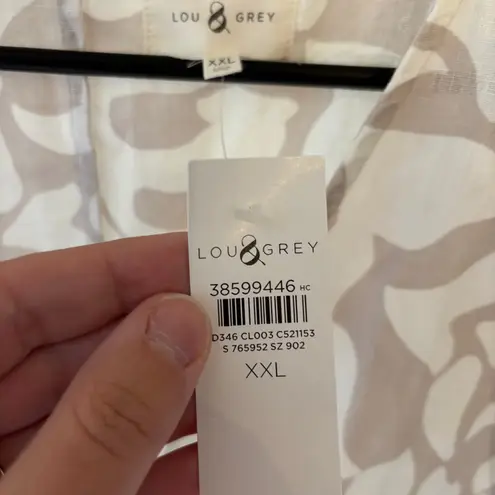 LOU & GREY
XXL
LOU & GREY
38599446 HC
D346 CL003 C521153
S 765952 SZ 902
XXL